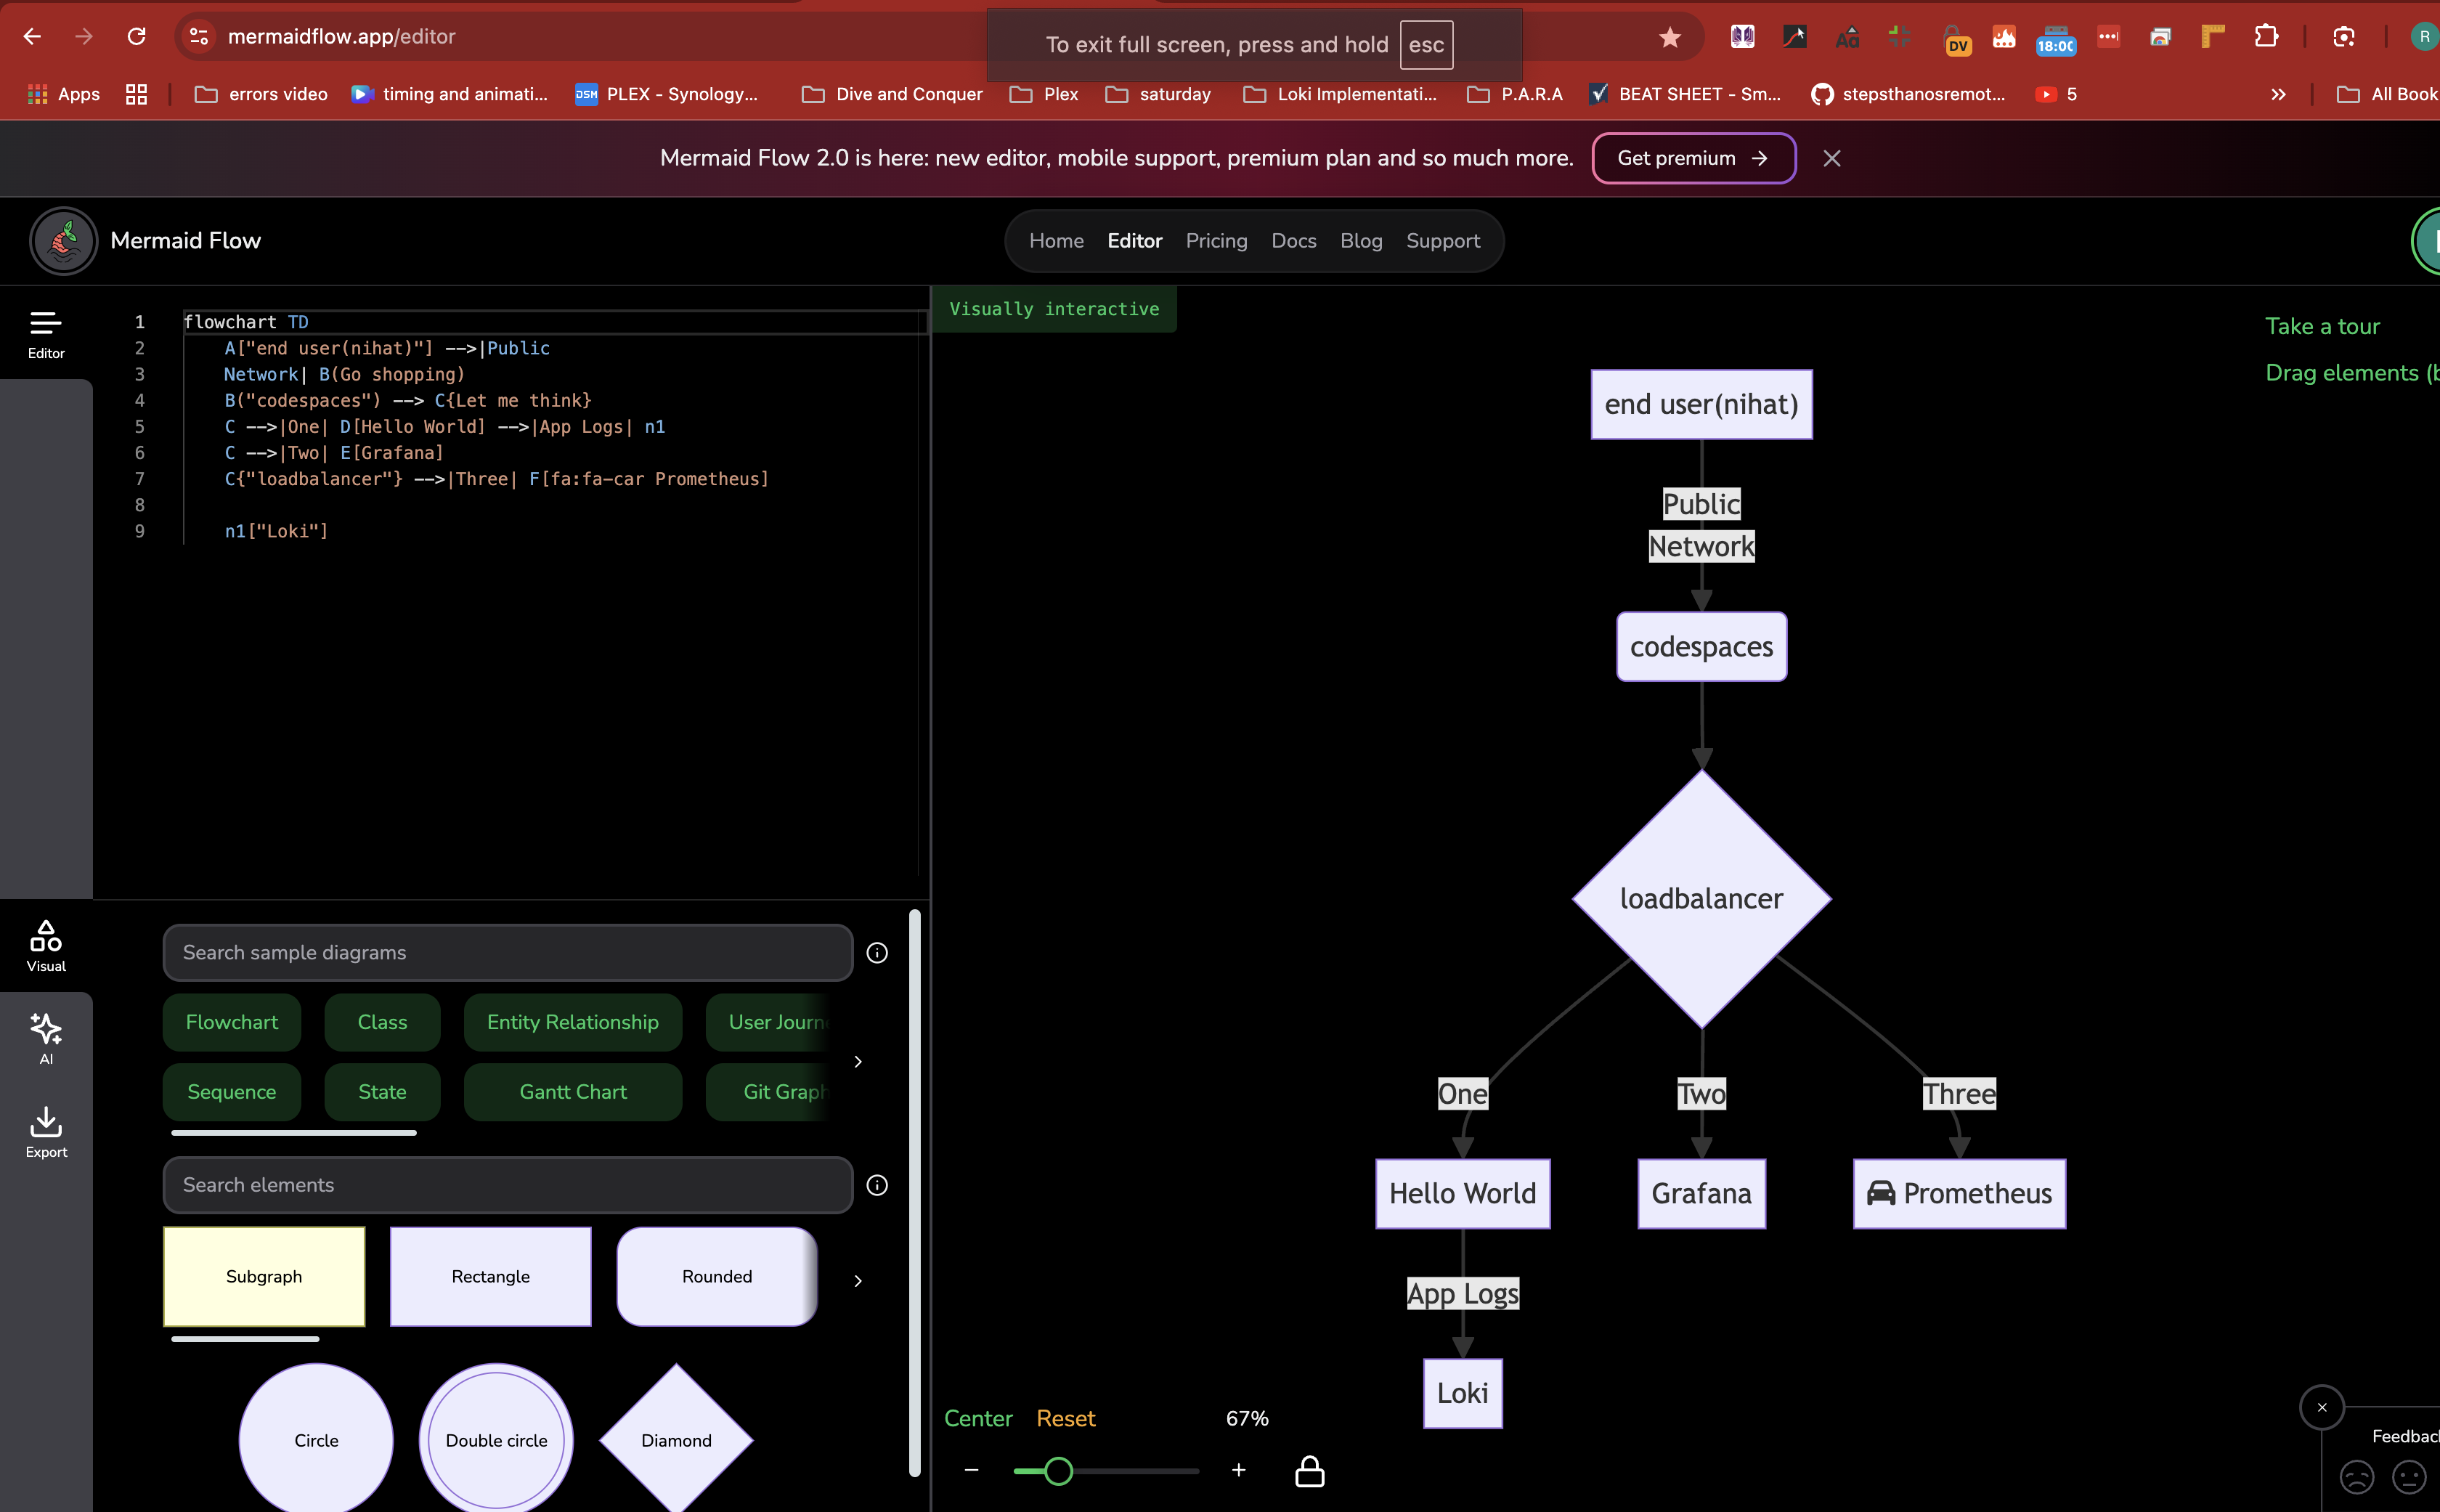 mermaidflow.app/editor
To exit full screen, press and hold esc
DV
18:00
R
Apps
errors video
timing and animati...
DSM
PLEX - Synology...
Dive and Conquer
Plex
saturday
Loki Implementati...
P.A.R.A
BEAT SHEET - Sm...
stepsthanosremot...
5
All Book
Mermaid Flow 2.0 is here: new editor, mobile support, premium plan and so much more.
Get premium →
Mermaid Flow
Home
Editor
Pricing
Docs
Blog
Support
Editor
1 flowchart TD
2 A["end user(nihat)"] -->|Public
3 Network| B(Go shopping)
4 B("codespaces") --> C{Let me think}
5 C -->|One| D[Hello World] -->|App Logs| n1
6 C -->|Two| E[Grafana]
7 C{"loadbalancer"} -->|Three| F[fa:fa-car Prometheus]
8
9 n1["Loki"]
Visually interactive
Take a tour
Drag elements (b
end user(nihat)
Public
Network
codespaces
loadbalancer
One
Two
Three
Hello World
Grafana
Prometheus
App Logs
Loki
Visual
AI
Export
Search sample diagrams
Flowchart
Class
Entity Relationship
User Journe
Sequence
State
Gantt Chart
Git Graph
Search elements
Subgraph
Rectangle
Rounded
Circle
Double circle
Diamond
Center
Reset
67%
Feedbac